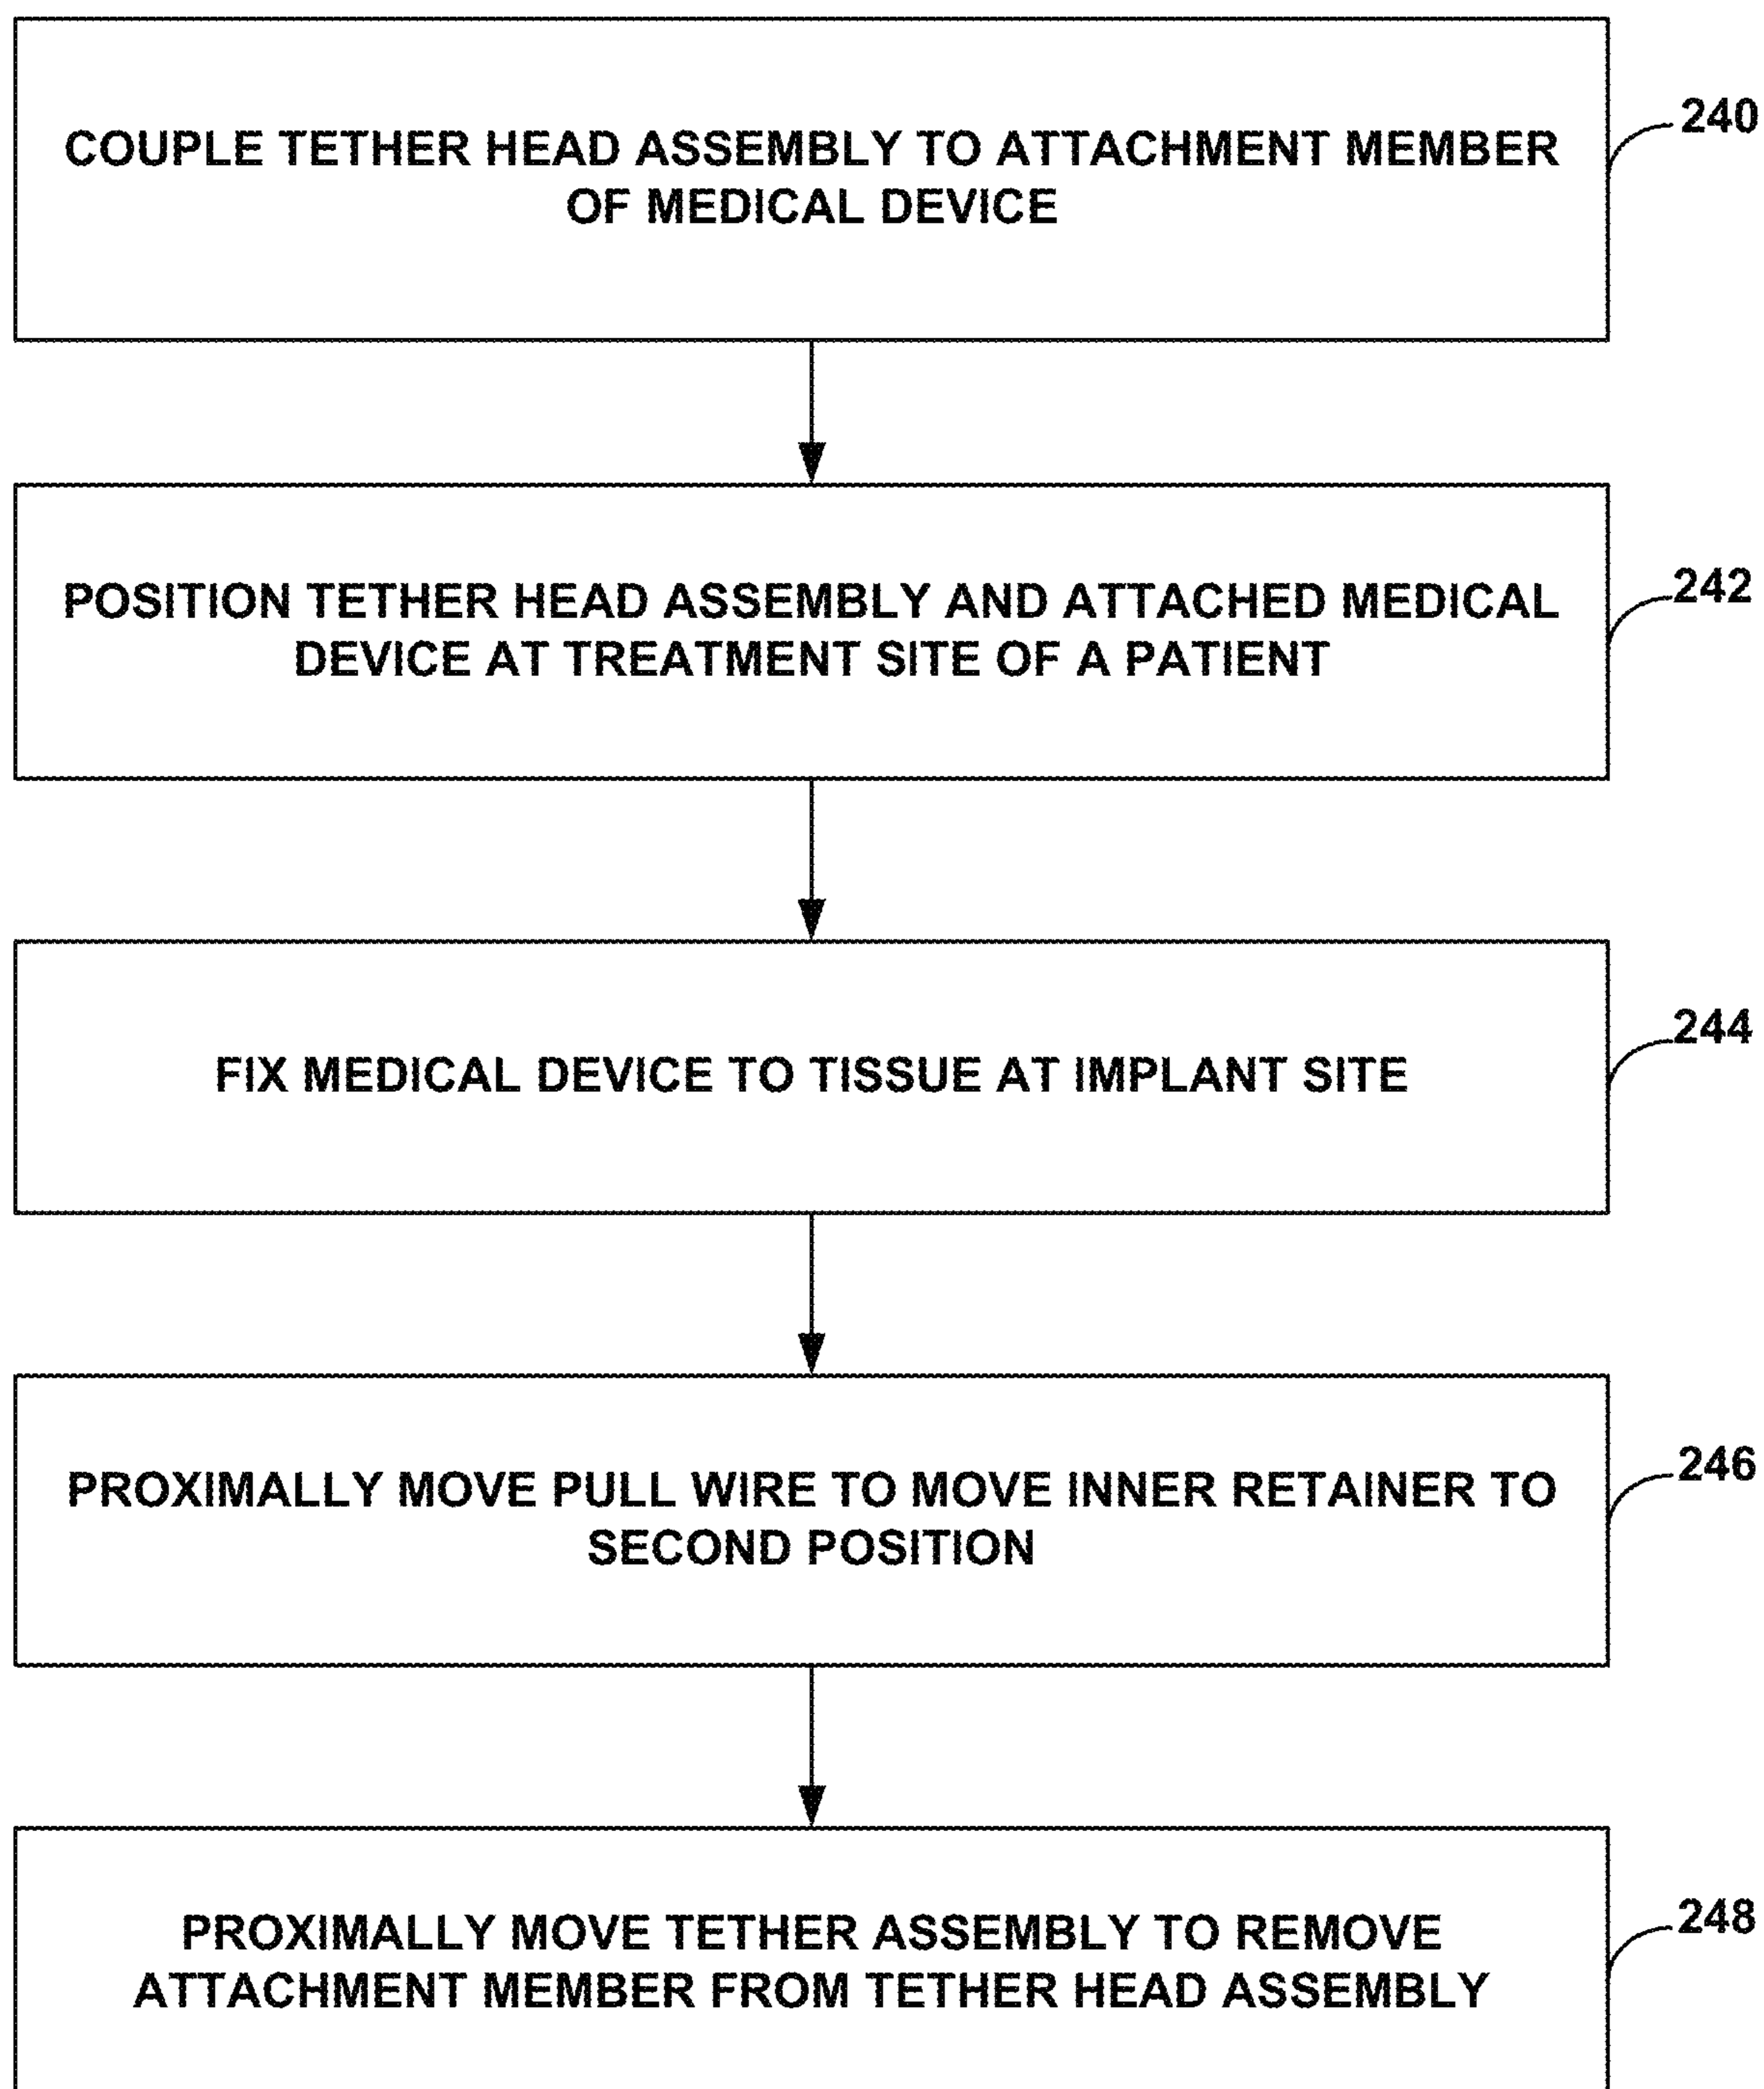 COUPLE TETHER HEAD ASSEMBLY TO ATTACHMENT MEMBER
OF MEDICAL DEVICE
240
POSITION TETHER HEAD ASSEMBLY AND ATTACHED MEDICAL
DEVICE AT TREATMENT SITE OF A PATIENT
242
FIX MEDICAL DEVICE TO TISSUE AT IMPLANT SITE
244
PROXIMALLY MOVE PULL WIRE TO MOVE INNER RETAINER TO
SECOND POSITION
246
PROXIMALLY MOVE TETHER ASSEMBLY TO REMOVE
ATTACHMENT MEMBER FROM TETHER HEAD ASSEMBLY
248